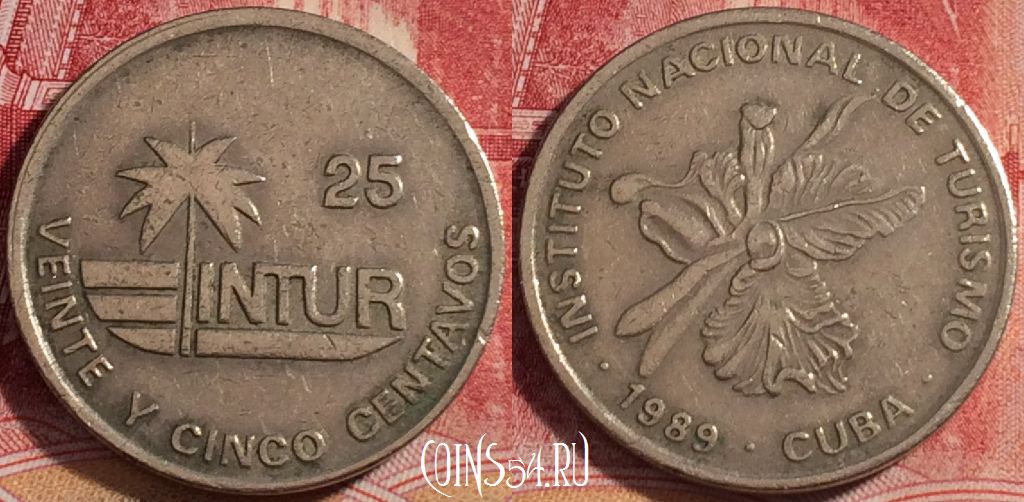 25
INTUR
VEINTE Y CINCO CENTAVOS
INSTITUTO NACIONAL DE TURISMO
· 1989 · CUBA ·
COINS54.RU